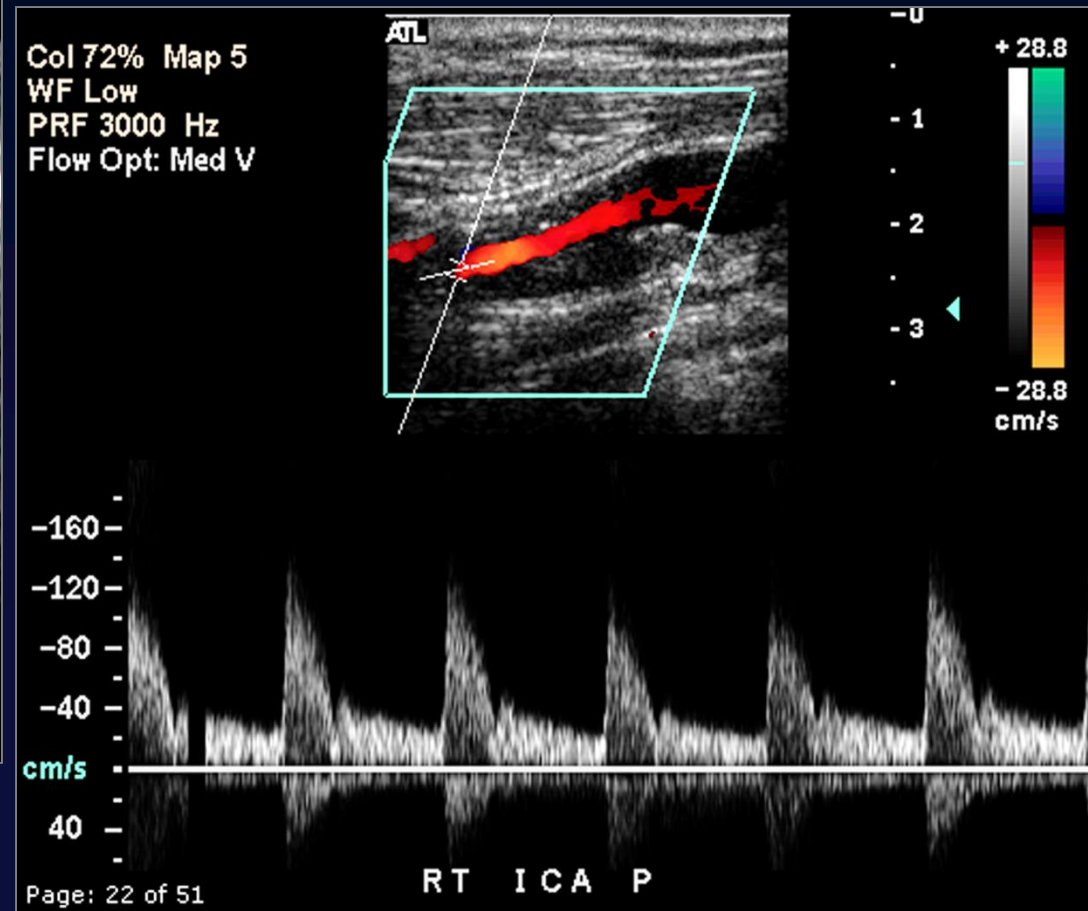 Col 72% Map 5
WF Low
PRF 3000 Hz
Flow Opt: Med V
ATL
-0
- 1
- 2
- 3
+ 28.8
- 28.8
cm/s
-160-
-120-
-80-
-40-
cm/s
40 -
RT ICA P
Page: 22 of 51